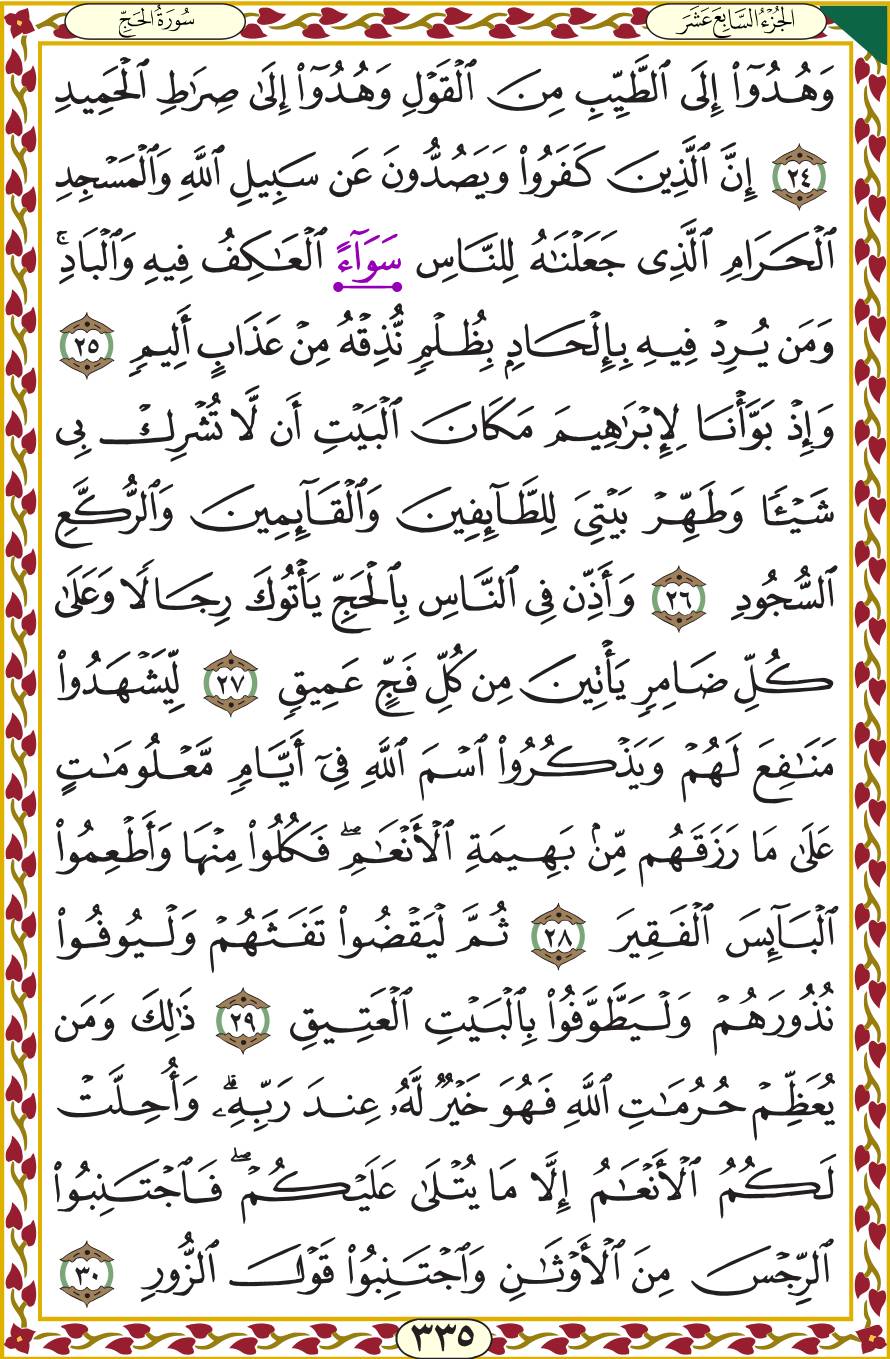 الجُزْءُ السَّابِعَ عَشَرَ
سُورَةُ الحَجِّ
وَهُدُوٓا۟ إِلَى ٱلطَّيِّبِ مِنَ ٱلْقَوْلِ وَهُدُوٓا۟ إِلَىٰ صِرَٰطِ ٱلْحَمِيدِ
٢٤ إِنَّ ٱلَّذِينَ كَفَرُوا۟ وَيَصُدُّونَ عَن سَبِيلِ ٱللَّهِ وَٱلْمَسْجِدِ
ٱلْحَرَامِ ٱلَّذِى جَعَلْنَٰهُ لِلنَّاسِ سَوَآءً ٱلْعَٰكِفُ فِيهِ وَٱلْبَادِ ۚ
وَمَن يُرِدْ فِيهِ بِإِلْحَادٍۭ بِظُلْمٍ نُّذِقْهُ مِنْ عَذَابٍ أَلِيمٍ ٢٥
وَإِذْ بَوَّأْنَا لِإِبْرَٰهِيمَ مَكَانَ ٱلْبَيْتِ أَن لَّا تُشْرِكْ بِى
شَيْـًٔا وَطَهِّرْ بَيْتِىَ لِلطَّآئِفِينَ وَٱلْقَآئِمِينَ وَٱلرُّكَّعِ
ٱلسُّجُودِ ٢٦ وَأَذِّن فِى ٱلنَّاسِ بِٱلْحَجِّ يَأْتُوكَ رِجَالًا وَعَلَىٰ
كُلِّ ضَامِرٍ يَأْتِينَ مِن كُلِّ فَجٍّ عَمِيقٍ ٢٧ لِّيَشْهَدُوا۟
مَنَٰفِعَ لَهُمْ وَيَذْكُرُوا۟ ٱسْمَ ٱللَّهِ فِىٓ أَيَّامٍ مَّعْلُومَٰتٍ
عَلَىٰ مَا رَزَقَهُم مِّنۢ بَهِيمَةِ ٱلْأَنْعَٰمِ ۖ فَكُلُوا۟ مِنْهَا وَأَطْعِمُوا۟
ٱلْبَآئِسَ ٱلْفَقِيرَ ٢٨ ثُمَّ لْيَقْضُوا۟ تَفَثَهُمْ وَلْيُوفُوا۟
نُذُورَهُمْ وَلْيَطَّوَّفُوا۟ بِٱلْبَيْتِ ٱلْعَتِيقِ ٢٩ ذَٰلِكَ وَمَن
يُعَظِّمْ حُرُمَٰتِ ٱللَّهِ فَهُوَ خَيْرٌ لَّهُۥ عِندَ رَبِّهِۦ ۗ وَأُحِلَّتْ
لَكُمُ ٱلْأَنْعَٰمُ إِلَّا مَا يُتْلَىٰ عَلَيْكُمْ ۖ فَٱجْتَنِبُوا۟
ٱلرِّجْسَ مِنَ ٱلْأَوْثَٰنِ وَٱجْتَنِبُوا۟ قَوْلَ ٱلزُّورِ ٣٠
٣٣٥